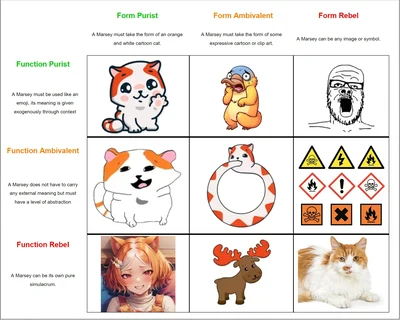 Form Purist
Form Ambivalent
Form Rebel
A Marsey must take the form of an orange
and white cartoon cat.
A Marsey must take the form of some
expressive cartoon or clip art.
A Marsey can be any image or symbol.
Function Purist
A Marsey must be used like an
emoji, its meaning is given
exogenously through context
Function Ambivalent
A Marsey does not have to carry
any external meaning but must
have a level of abstraction
Function Rebel
A Marsey can be its own pure
simulacrum.